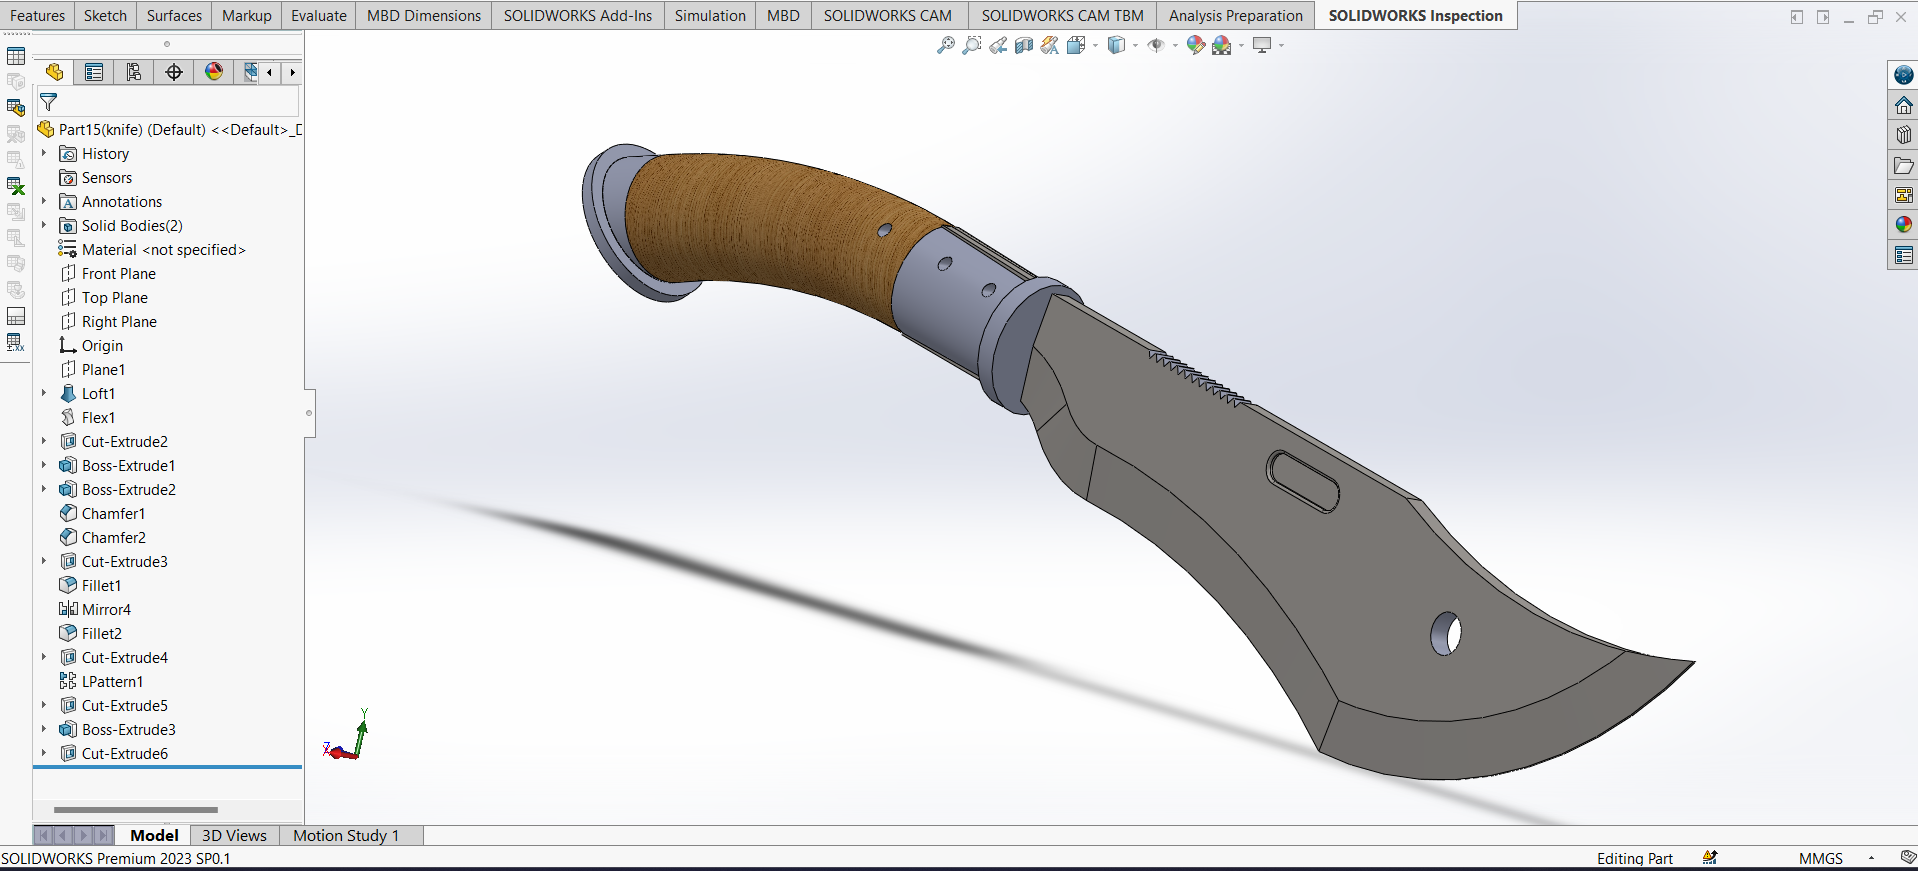 Features Sketch Surfaces Markup Evaluate MBD Dimensions SOLIDWORKS Add-Ins Simulation MBD SOLIDWORKS CAM SOLIDWORKS CAM TBM Analysis Preparation SOLIDWORKS Inspection
Part15(knife) (Default) <<Default>_D
History
Sensors
A Annotations
Solid Bodies(2)
Material <not specified>
Front Plane
Top Plane
Right Plane
Origin
Plane1
Loft1
Flex1
Cut-Extrude2
Boss-Extrude1
Boss-Extrude2
Chamfer1
Chamfer2
Cut-Extrude3
Fillet1
Mirror4
Fillet2
Cut-Extrude4
LPattern1
Cut-Extrude5
Boss-Extrude3
Cut-Extrude6
Y
Z
Model 3D Views Motion Study 1
SOLIDWORKS Premium 2023 SP0.1 Editing Part MMGS